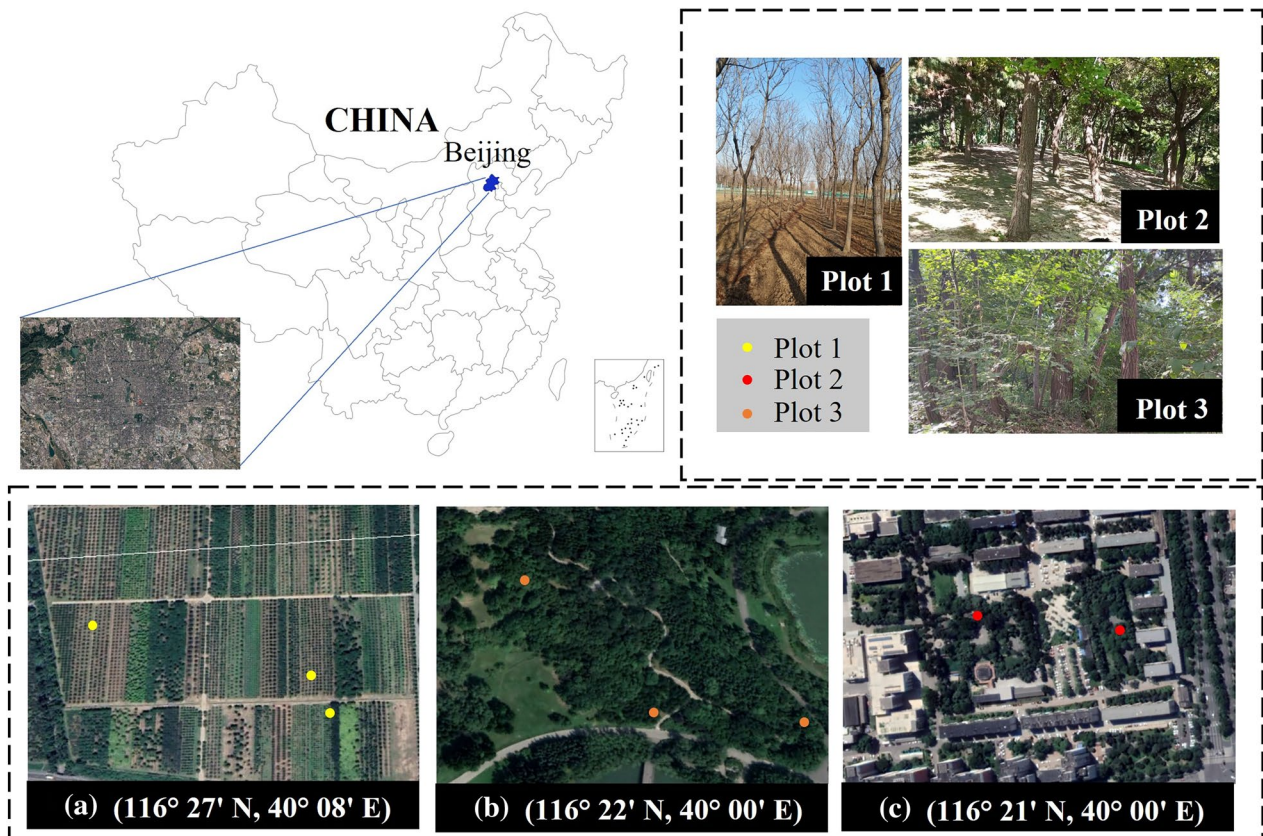 CHINA
Beijing
Plot 1
Plot 2
Plot 3
Plot 1
Plot 2
Plot 3
(a) (116° 27' N, 40° 08' E)
(b) (116° 22' N, 40° 00' E)
(c) (116° 21' N, 40° 00' E)